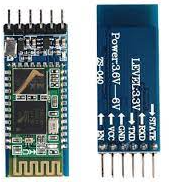 LEVEL:3.3V
Power:3.6V---6V
ZS-040
STATE
RXD
TXD
GND
VCC
EN